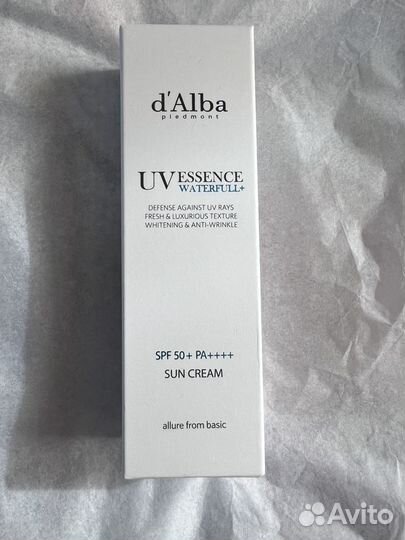 d'Alba
piedmont
UV ESSENCE
WATERFULL+
DEFENSE AGAINST UV RAYS
FRESH & LUXURIOUS TEXTURE
WHITENING & ANTI-WRINKLE
SPF 50+ PA++++
SUN CREAM
allure from basic
Avito